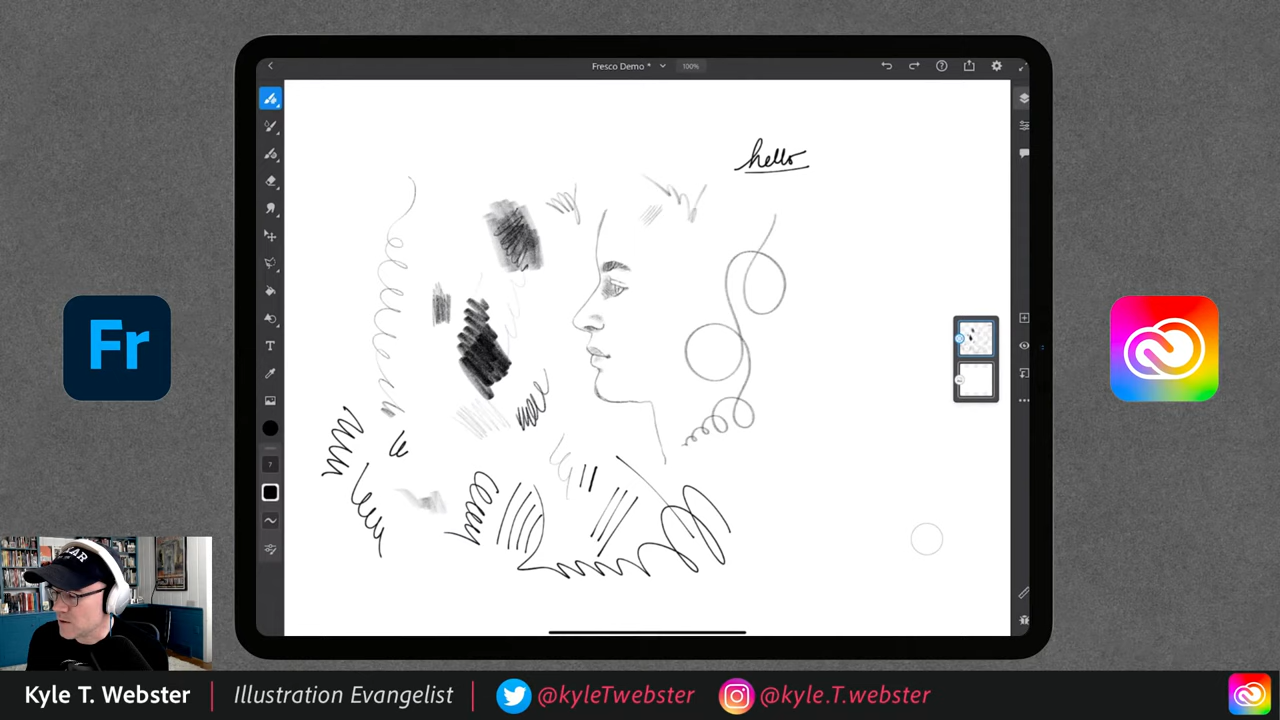 Fresco Demo *
100%
hello
Fr
T
?
Kyle T. Webster
Illustration Evangelist
@kyleTwebster
@kyle.T.webster